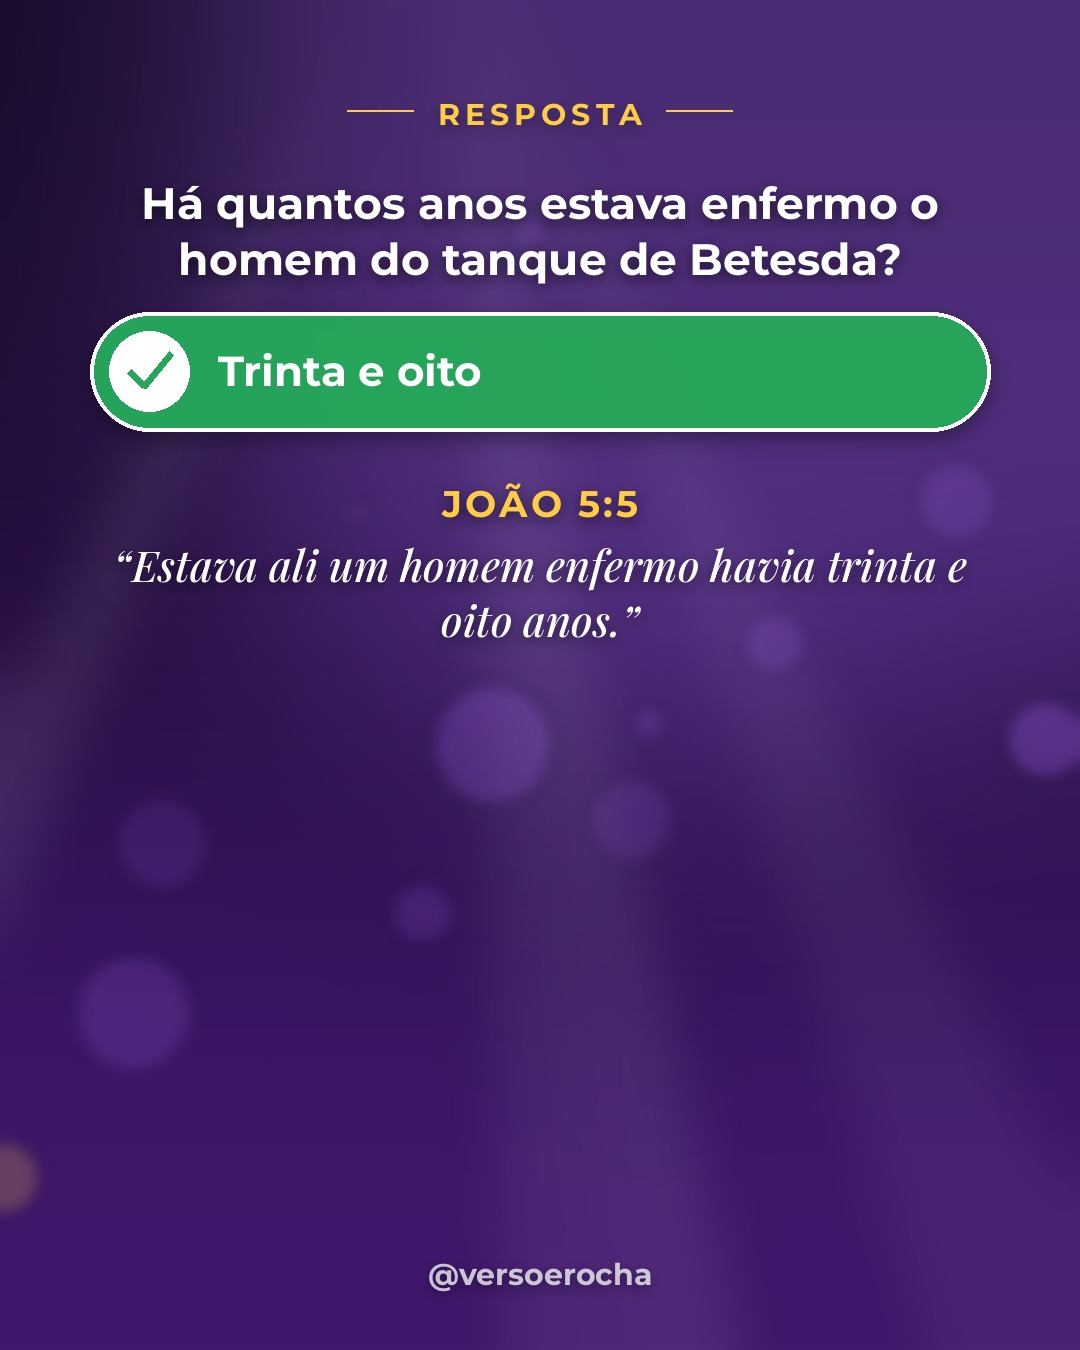 RESPOSTA
Há quantos anos estava enfermo o
homem do tanque de Betesda?
Trinta e oito
JOÃO 5:5
“Estava ali um homem enfermo havia trinta e
oito anos.”
@versoerocha